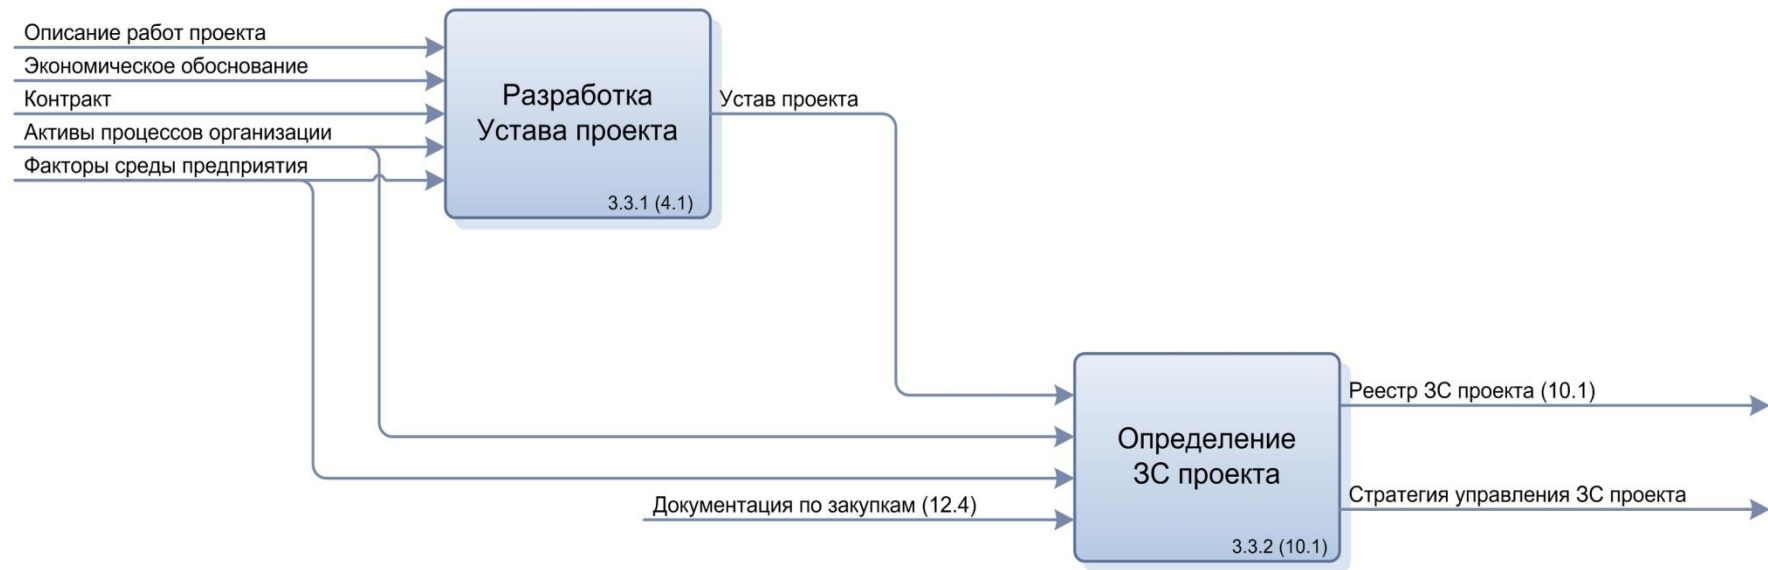 Описание работ проекта
Экономическое обоснование
Контракт
Активы процессов организации
Факторы среды предприятия
Разработка
Устава проекта
3.3.1 (4.1)
Устав проекта
Документация по закупкам (12.4)
Определение
ЗС проекта
3.3.2 (10.1)
Реестр ЗС проекта (10.1)
Стратегия управления ЗС проекта